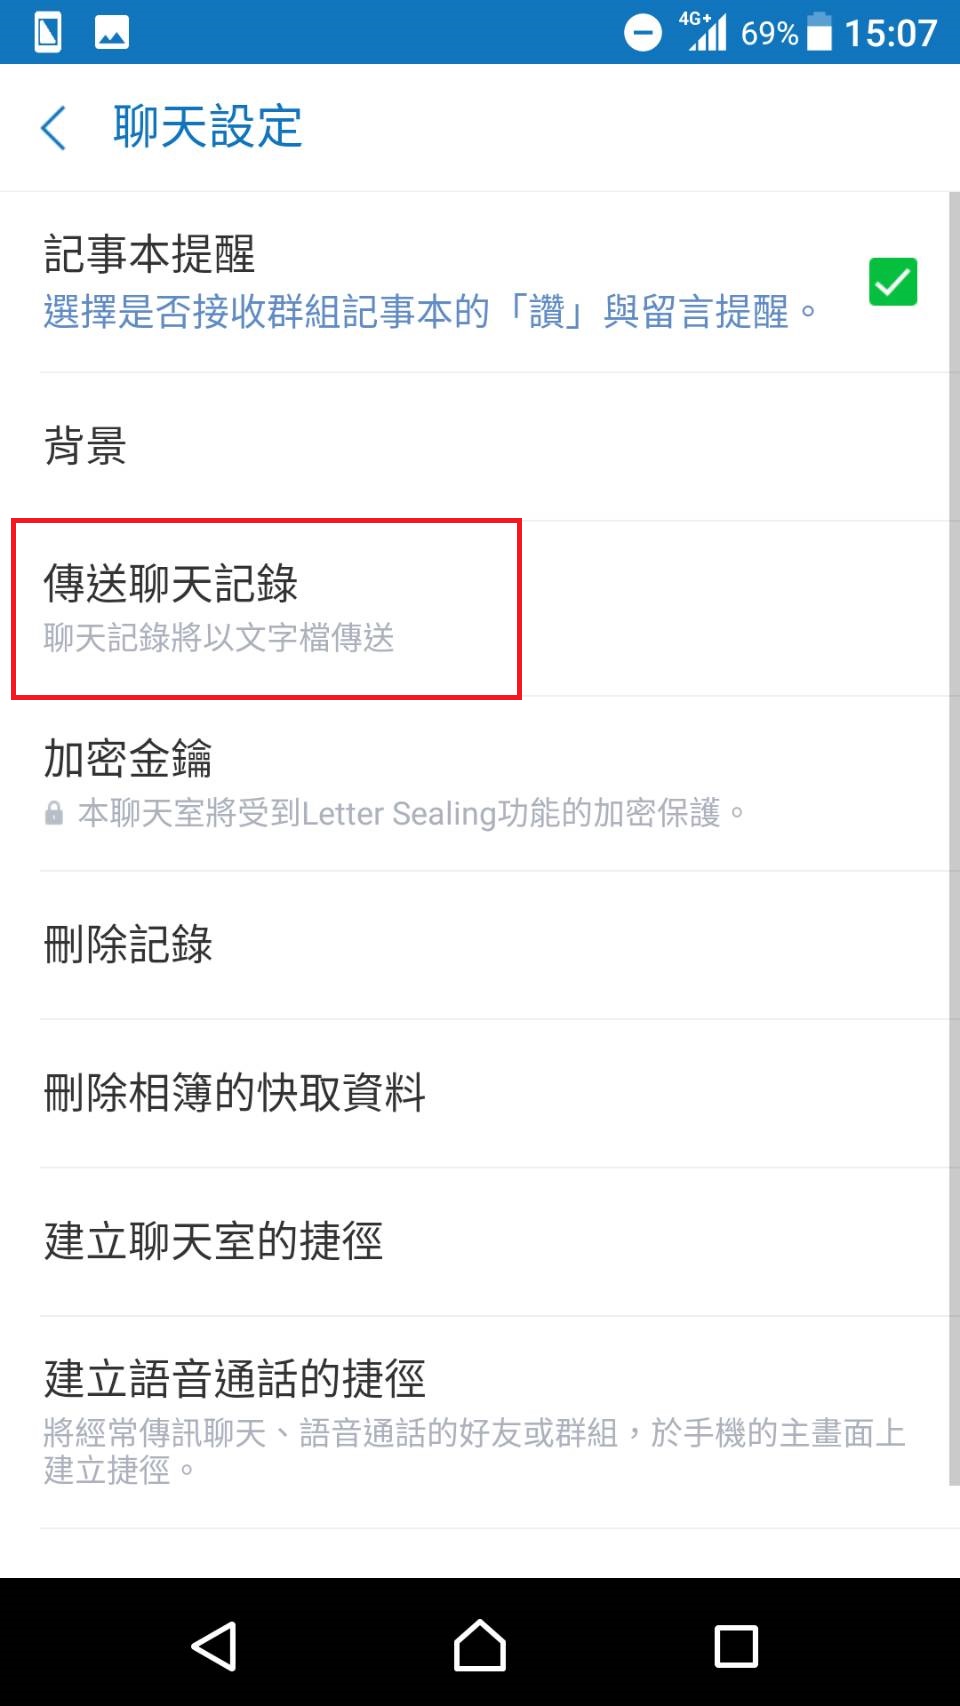 4G+ 69% 15:07
聊天設定
記事本提醒
選擇是否接收群組記事本的「讚」與留言提醒。
背景
傳送聊天記錄
聊天記錄將以文字檔傳送
加密金鑰
本聊天室將受到Letter Sealing功能的加密保護。
刪除記錄
刪除相簿的快取資料
建立聊天室的捷徑
建立語音通話的捷徑
將經常傳訊聊天、語音通話的好友或群組，於手機的主畫面上
建立捷徑。